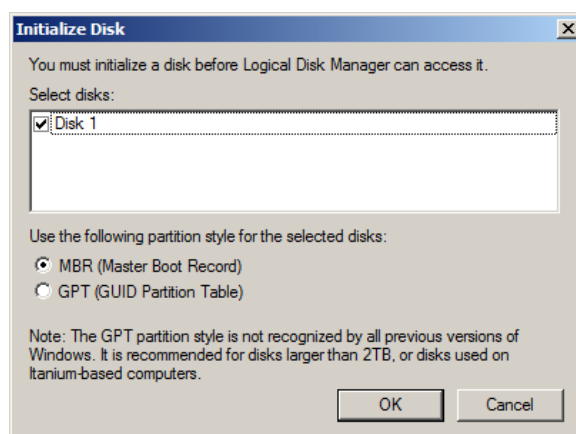 Initialize Disk
You must initialize a disk before Logical Disk Manager can access it.
Select disks:
Disk 1
Use the following partition style for the selected disks:
MBR (Master Boot Record)
GPT (GUID Partition Table)
Note: The GPT partition style is not recognized by all previous versions of
Windows. It is recommended for disks larger than 2TB, or disks used on
Itanium-based computers.
OK Cancel